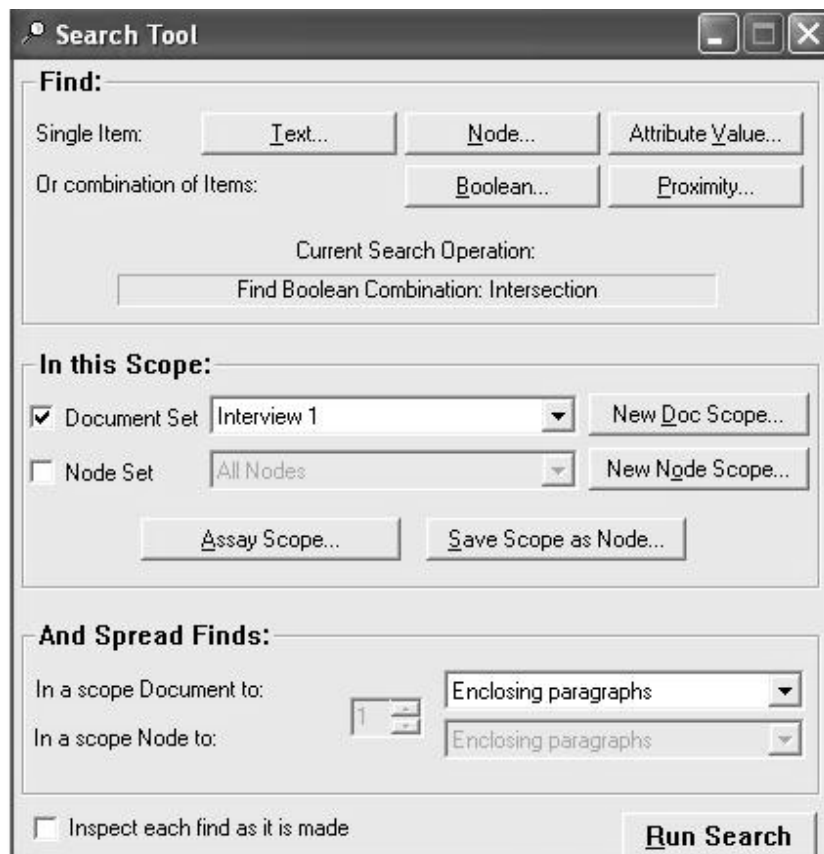 Search Tool
Find:
Single Item: Text... Node... Attribute Value...
Or combination of Items: Boolean... Proximity...
Current Search Operation:
Find Boolean Combination: Intersection
In this Scope:
Document Set Interview 1 New Doc Scope...
Node Set All Nodes New Node Scope...
Assay Scope... Save Scope as Node...
And Spread Finds:
In a scope Document to: Enclosing paragraphs
1
In a scope Node to: Enclosing paragraphs
Inspect each find as it is made Run Search